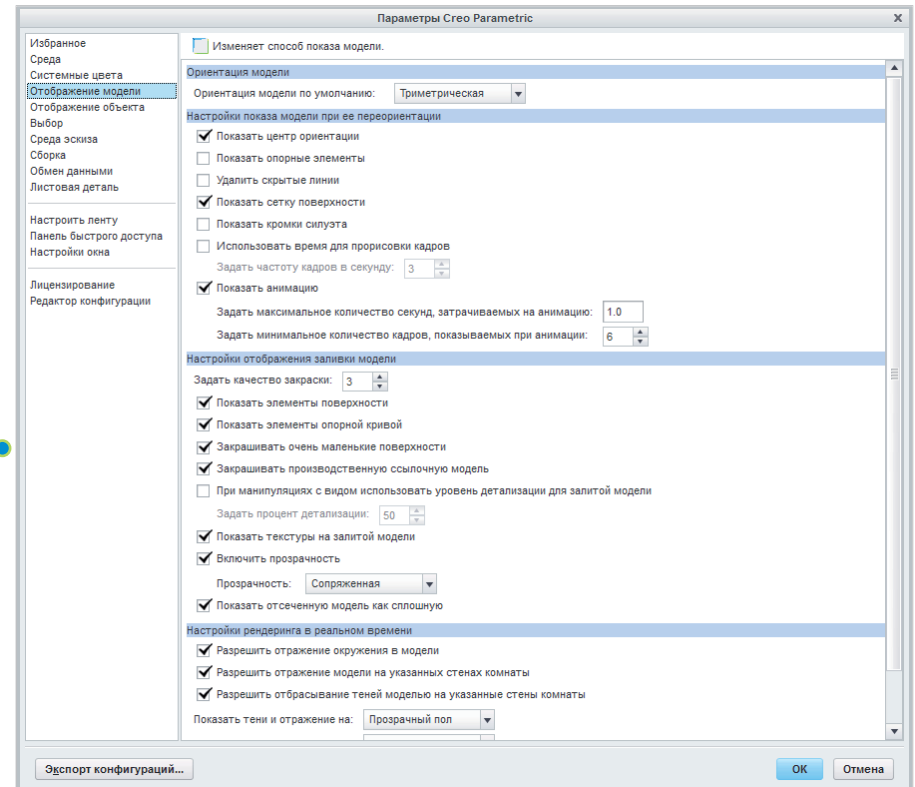 Параметры Creo Parametric
X
Избранное
Среда
Системные цвета
Отображение модели
Отображение объекта
Выбор
Среда эскиза
Сборка
Обмен данными
Листовая деталь
Настроить ленту
Панель быстрого доступа
Настройки окна
Лицензирование
Редактор конфигурации
Изменяет способ показа модели.
Ориентация модели
Ориентация модели по умолчанию: Триметрическая
Настройки показа модели при ее переориентации
Показать центр ориентации
Показать опорные элементы
Удалить скрытые линии
Показать сетку поверхности
Показать кромки силуэта
Использовать время для прорисовки кадров
Задать частоту кадров в секунду: 3
Показать анимацию
Задать максимальное количество секунд, затрачиваемых на анимацию: 1.0
Задать минимальное количество кадров, показываемых при анимации: 6
Настройки отображения заливки модели
Задать качество закраски: 3
Показать элементы поверхности
Показать элементы опорной кривой
Закрашивать очень маленькие поверхности
Закрашивать производственную ссылочную модель
При манипуляциях с видом использовать уровень детализации для залитой модели
Задать процент детализации: 50
Показать текстуры на залитой модели
Включить прозрачность
Прозрачность: Сопряженная
Показать отсеченную модель как сплошную
Настройки рендеринга в реальном времени
Разрешить отражение окружения в модели
Разрешить отражение модели на указанных стенах комнаты
Разрешить отбрасывание теней моделью на указанные стены комнаты
Показать тени и отражение на: Прозрачный пол
Экспорт конфигураций...
ОК
Отмена